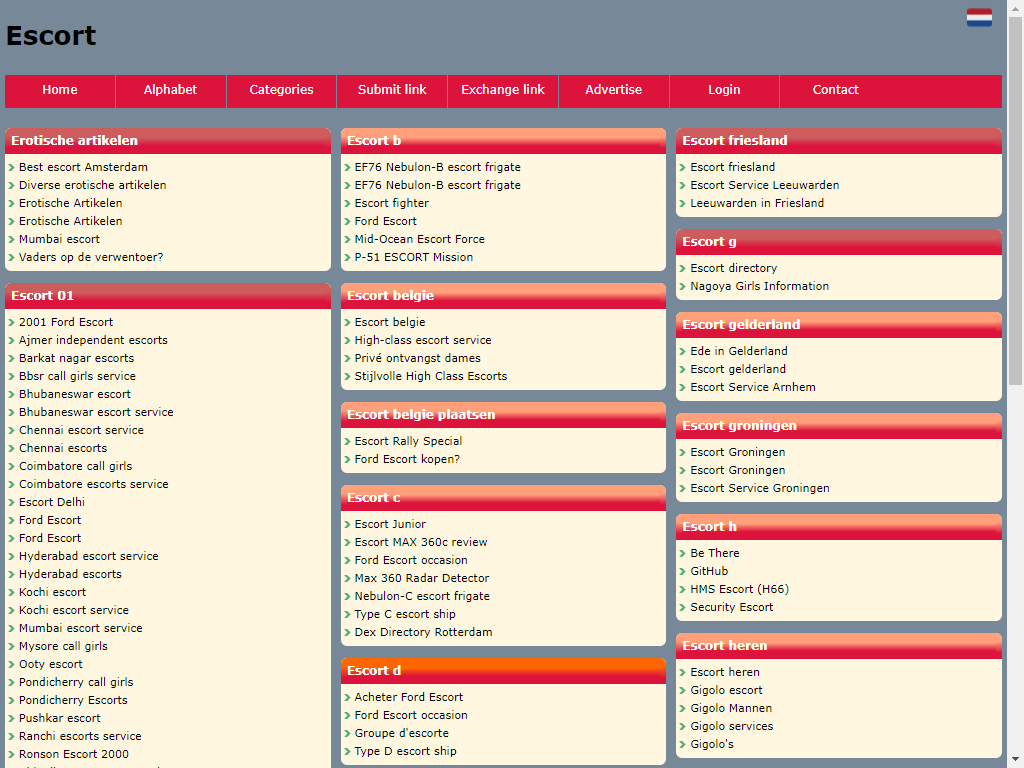 Escort
Home
Alphabet
Categories
Submit link
Exchange link
Advertise
Login
Contact
Erotische artikelen
Best escort Amsterdam
Diverse erotische artikelen
Erotische Artikelen
Erotische Artikelen
Mumbai escort
Vaders op de verwentoer?
Escort 01
2001 Ford Escort
Ajmer independent escorts
Barkat nagar escorts
Bbsr call girls service
Bhubaneswar escort
Bhubaneswar escort service
Chennai escort service
Chennai escorts
Coimbatore call girls
Coimbatore escorts service
Escort Delhi
Ford Escort
Ford Escort
Hyderabad escort service
Hyderabad escorts
Kochi escort
Kochi escort service
Mumbai escort service
Mysore call girls
Ooty escort
Pondicherry call girls
Pondicherry Escorts
Pushkar escort
Ranchi escorts service
Ronson Escort 2000
Escort b
EF76 Nebulon-B escort frigate
EF76 Nebulon-B escort frigate
Escort fighter
Ford Escort
Mid-Ocean Escort Force
P-51 ESCORT Mission
Escort belgie
Escort belgie
High-class escort service
Privé ontvangst dames
Stijlvolle High Class Escorts
Escort belgie plaatsen
Escort Rally Special
Ford Escort kopen?
Escort c
Escort Junior
Escort MAX 360c review
Ford Escort occasion
Max 360 Radar Detector
Nebulon-C escort frigate
Type C escort ship
Dex Directory Rotterdam
Escort d
Acheter Ford Escort
Ford Escort occasion
Groupe d'escorte
Type D escort ship
Escort friesland
Escort friesland
Escort Service Leeuwarden
Leeuwarden in Friesland
Escort g
Escort directory
Nagoya Girls Information
Escort gelderland
Ede in Gelderland
Escort gelderland
Escort Service Arnhem
Escort groningen
Escort Groningen
Escort Groningen
Escort Service Groningen
Escort h
Be There
GitHub
HMS Escort (H66)
Security Escort
Escort heren
Escort heren
Gigolo escort
Gigolo Mannen
Gigolo services
Gigolo's